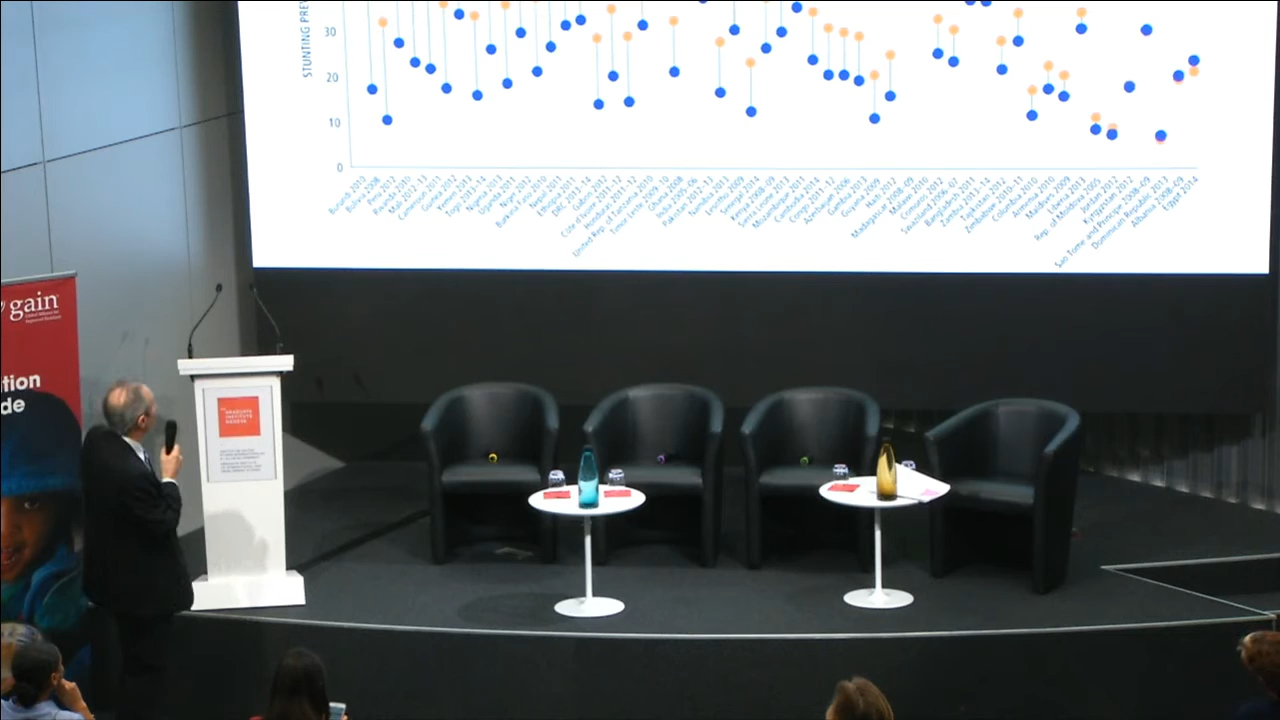 STUNTING PREV
30
20
10
0
Burundi 2010
Bolivia 2008
Peru 2012
Rwanda 2010
Mali 2012–13
Cameroon 2011
Guinea 2012
Yemen 2013
Togo 2013–14
Nigeria 2013
Uganda 2011
Niger 2012
Burkina Faso 2010
Nepal 2011
Ethiopia 2011
DRC 2013–14
Gabon 2012
Côte d'Ivoire 2011–12
Honduras 2011–12
United Rep. of Tanzania 2010
Timor Leste 2009–10
Ghana 2008
India 2005–06
Pakistan 2012–13
Namibia 2013
Lesotho 2009
Senegal 2014
Kenya 2008–09
Sierra Leone 2013
Mozambique 2011
Cambodia 2014
Congo 2011–12
Azerbaijan 2006
Gambia 2013
Guyana 2009
Haiti 2012
Madagascar 2008–09
Malawi 2010
Comoros 2012
Swaziland 2006–07
Bangladesh 2011
Zambia 2013–14
Tajikistan 2012
Zimbabwe 2010–11
Colombia 2010
Armenia 2010
Maldives 2009
Liberia 2013
Rep. of Moldova 2005
Jordan 2012
Kyrgyzstan 2012
Sao Tome and Principe 2008–09
Dominican Republic 2013
Albania 2008–09
Egypt 2014
gain
tion
de
THE
GRADUATE
INSTITUTE
GENEVA